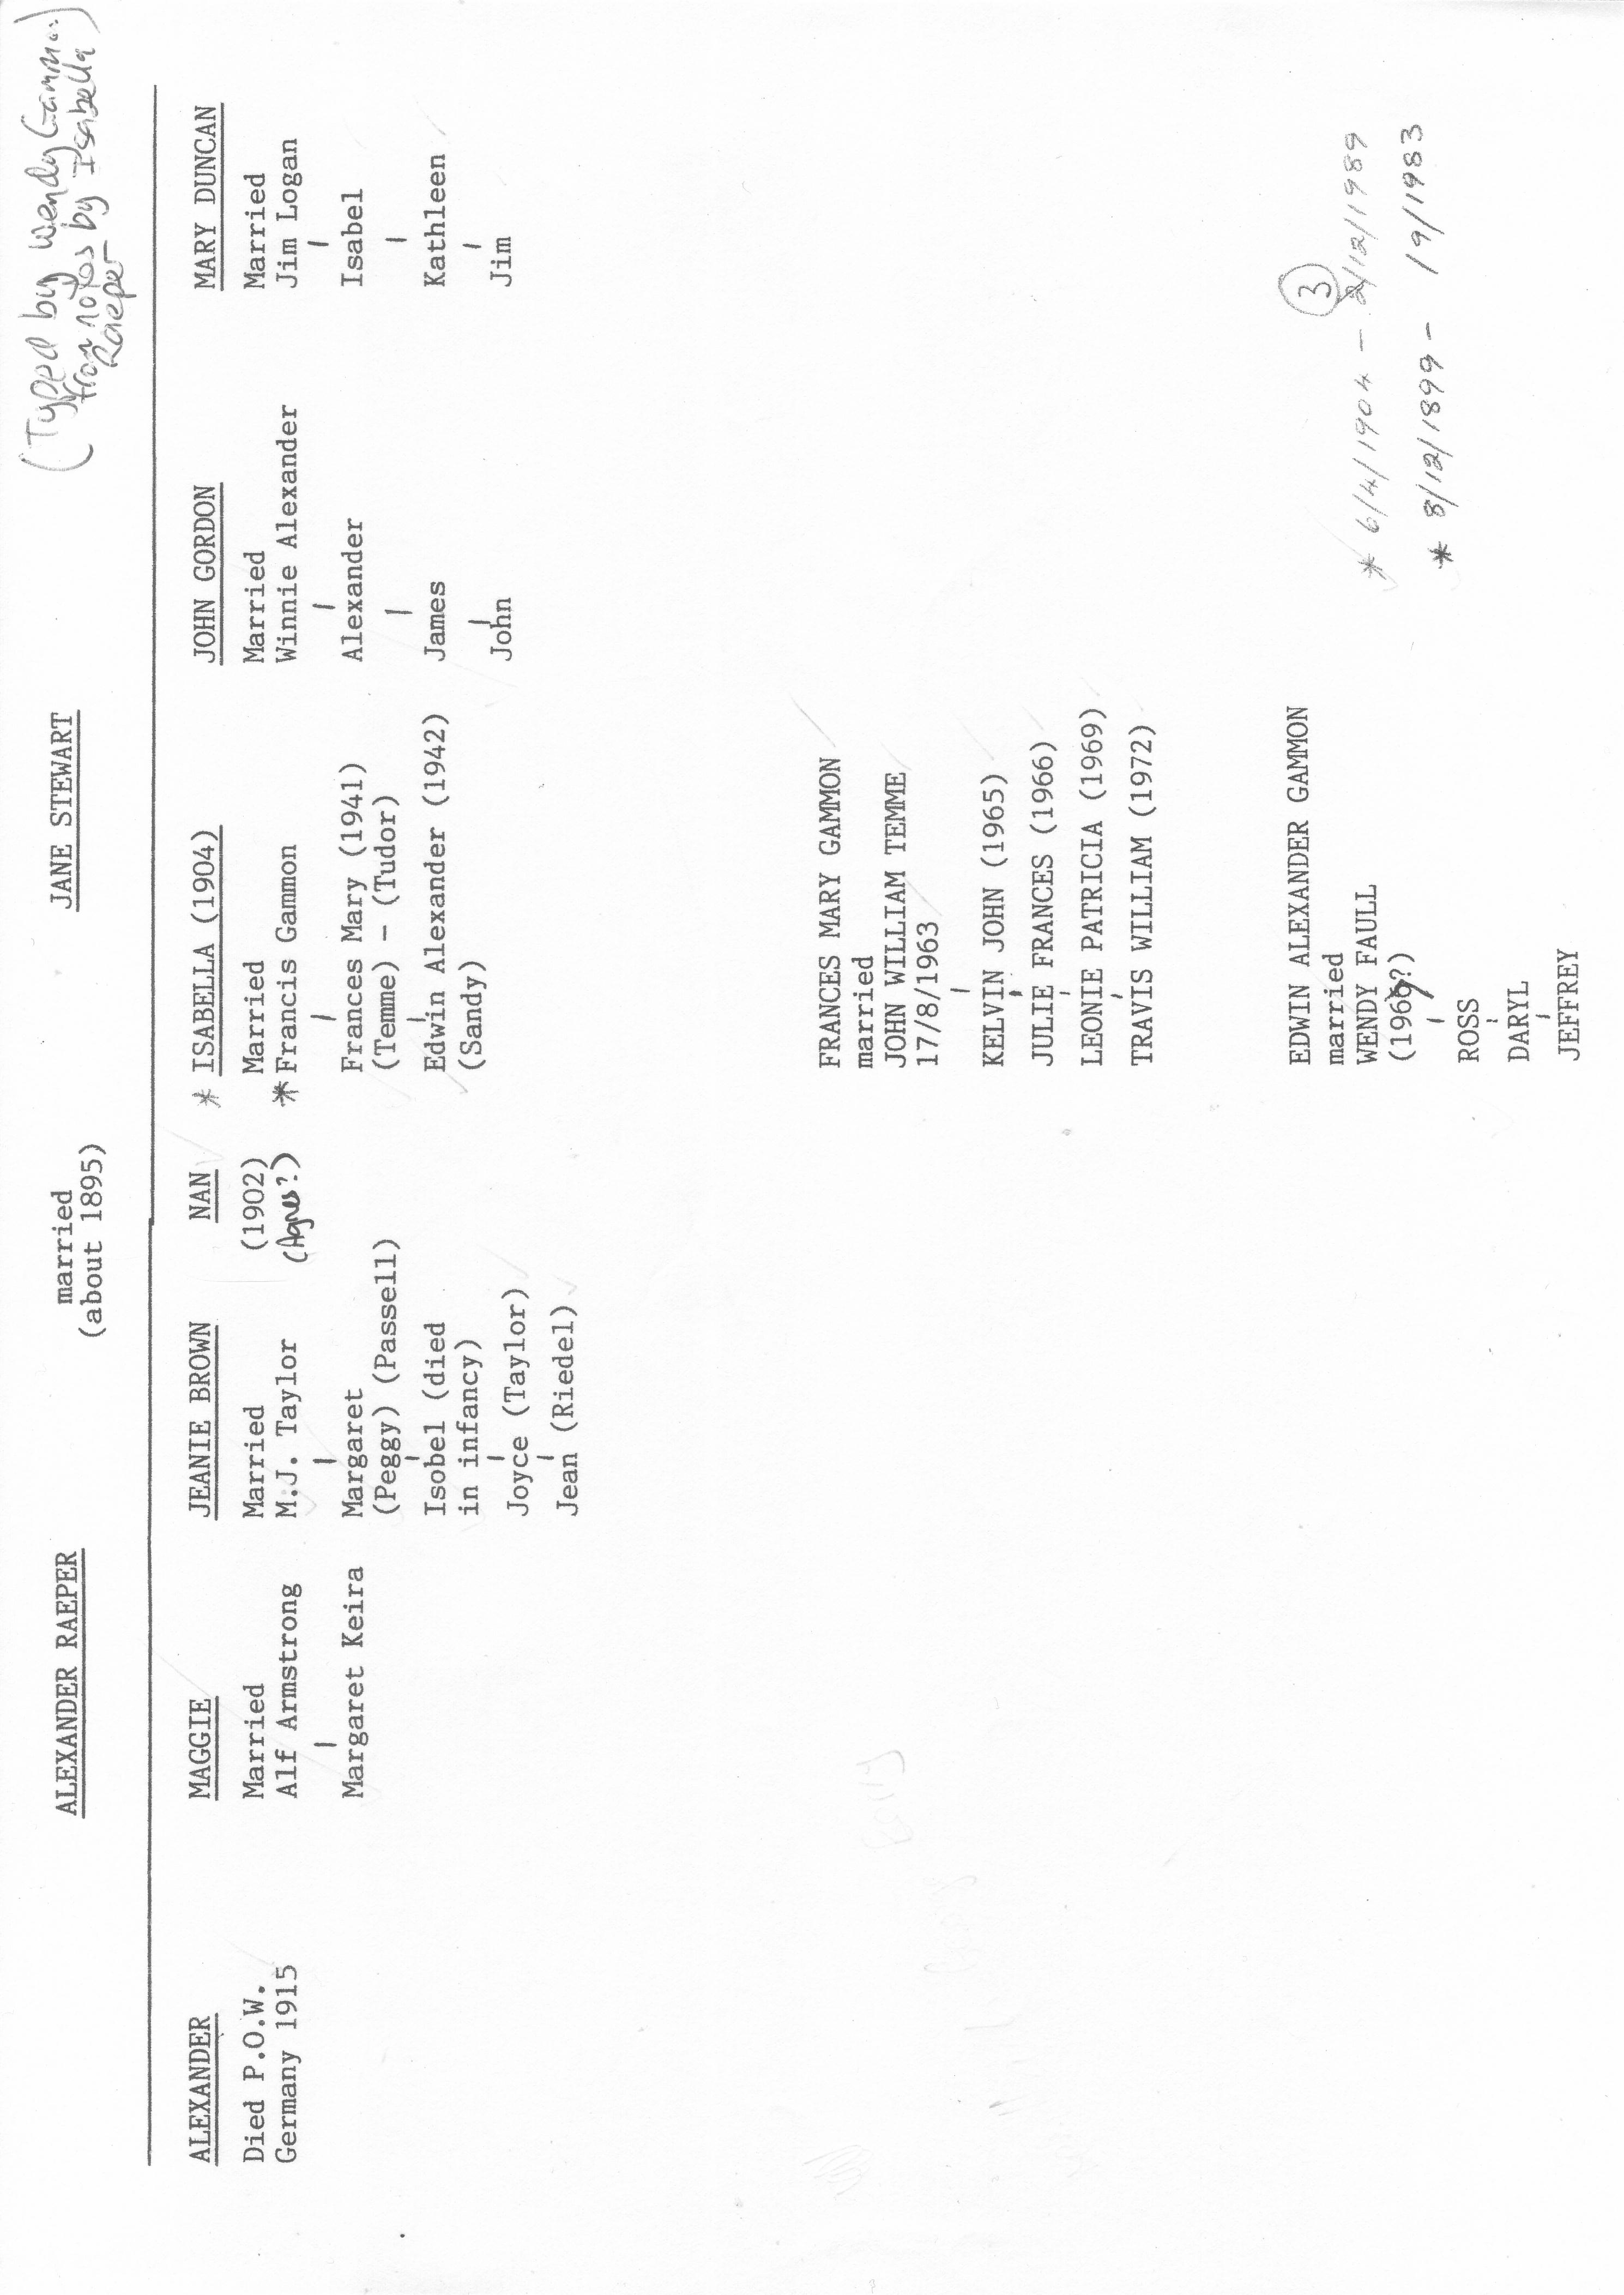 (Typed by Wendy Gammon
from notes by Isabella
Raeper)
ALEXANDER RAEPER
married
(about 1895)
JANE STEWART
ALEXANDER
Died P.O.W.
Germany 1915
MAGGIE
Married
Alf Armstrong
Margaret Keira
JEANIE BROWN
Married
M.J. Taylor
Margaret
(Peggy) (Passell)
Isobel (died
in infancy)
Joyce (Taylor)
Jean (Riedel)
NAN
(1902)
(Agnes?)
* ISABELLA (1904)
Married
* Francis Gammon
Frances Mary (1941)
(Temme) - (Tudor)
Edwin Alexander (1942)
(Sandy)
JOHN GORDON
Married
Winnie Alexander
Alexander
James
John
MARY DUNCAN
Married
Jim Logan
Isabel
Kathleen
Jim
FRANCES MARY GAMMON
married
JOHN WILLIAM TEMME
17/8/1963
KELVIN JOHN (1965)
JULIE FRANCES (1966)
LEONIE PATRICIA (1969)
TRAVIS WILLIAM (1972)
EDWIN ALEXANDER GAMMON
married
WENDY FAULL
(1967?)
ROSS
DARYL
JEFFREY
3
* 6/4/1904 - 2/12/1989
* 8/12/1899 - 19/1983